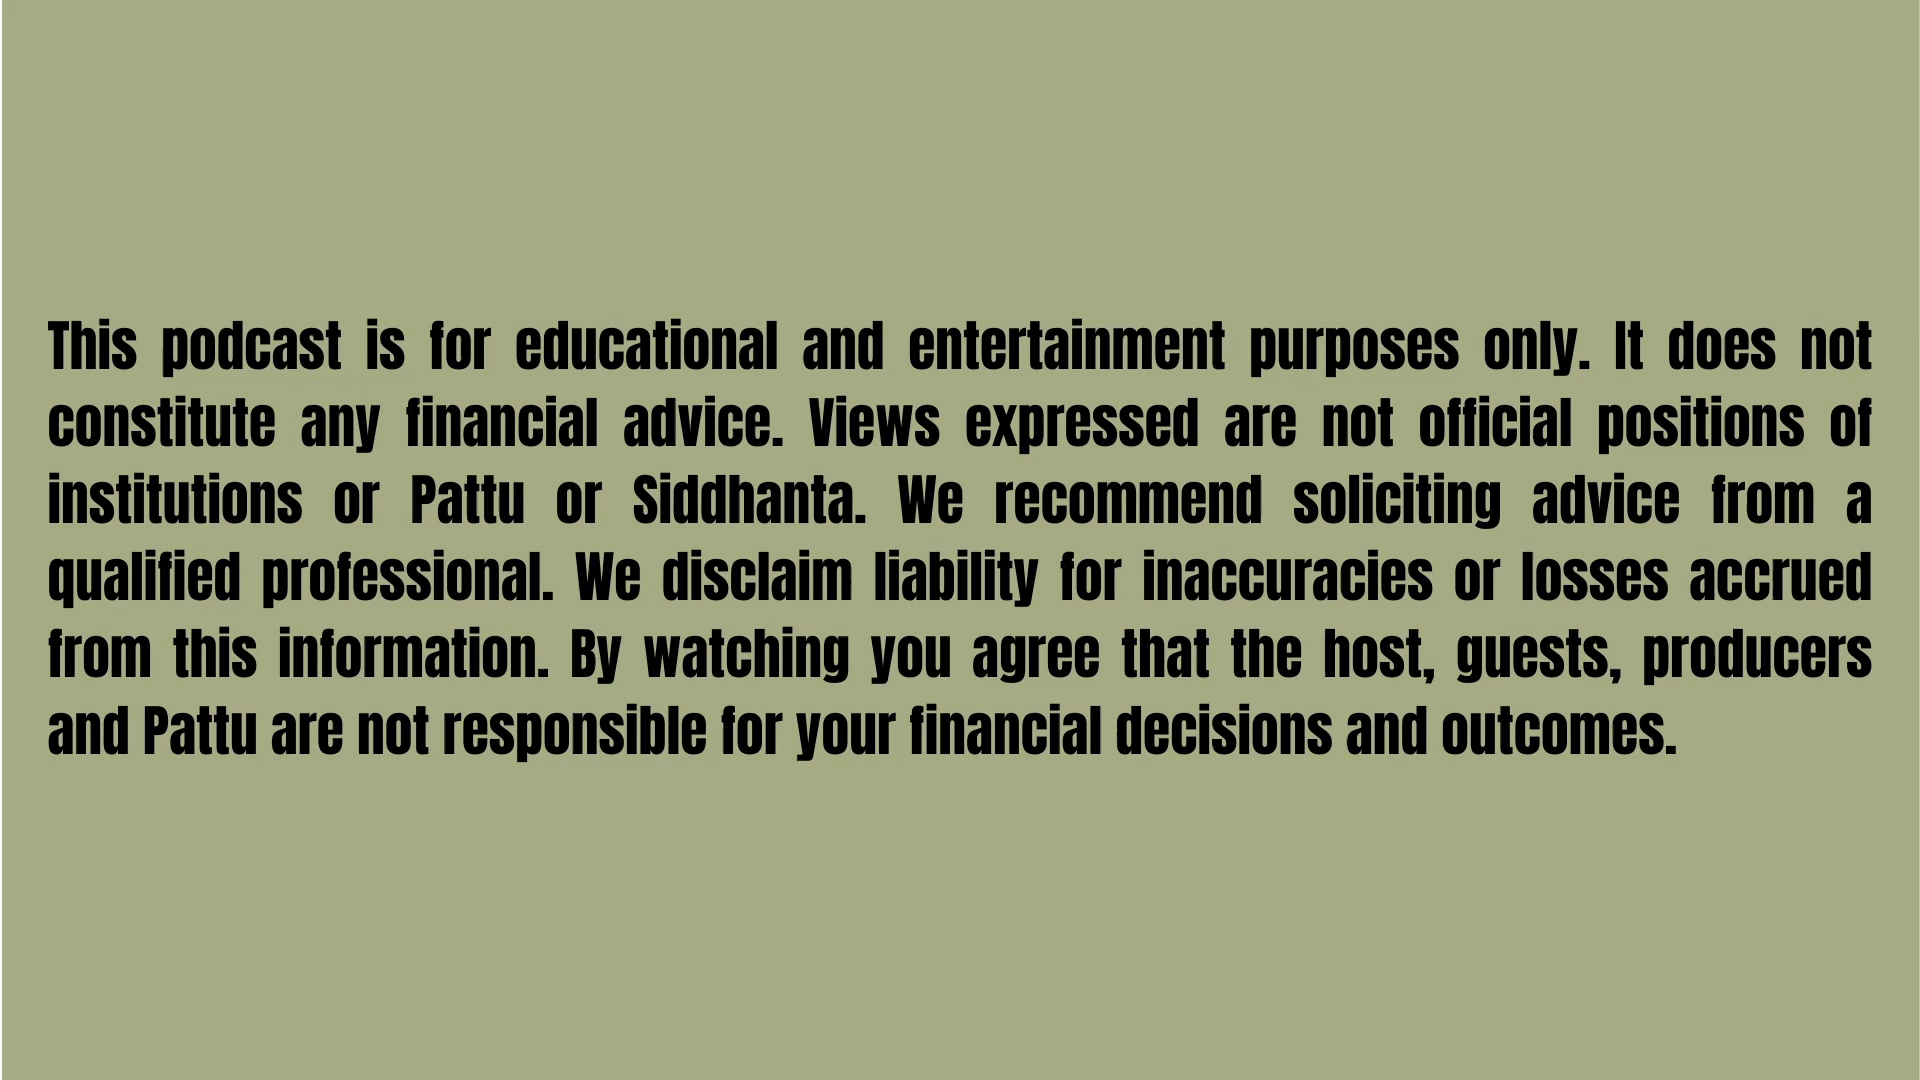 This podcast is for educational and entertainment purposes only. It does not
constitute any financial advice. Views expressed are not official positions of
institutions or Pattu or Siddhanta. We recommend soliciting advice from a
qualified professional. We disclaim liability for inaccuracies or losses accrued
from this information. By watching you agree that the host, guests, producers
and Pattu are not responsible for your financial decisions and outcomes.